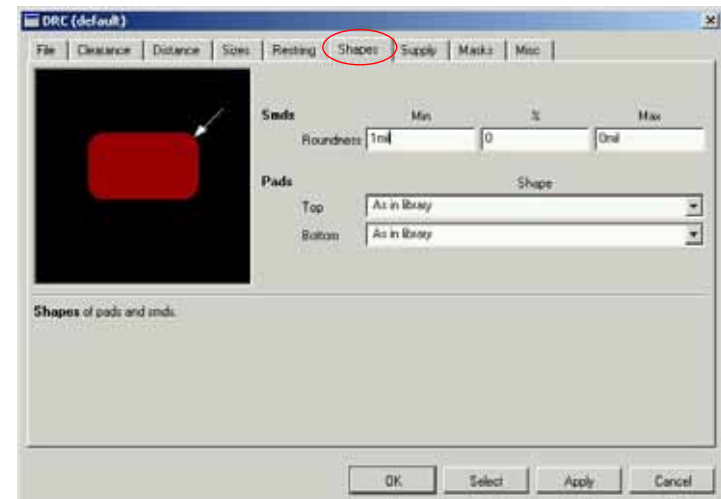 DRC (default)
File Clearance Distance Sizes Restring Shapes Supply Masks Misc
Smds Min % Max
Roundness 1mil 0 0mil
Pads Shape
Top As in library
Bottom As in library
Shapes of pads and smds.
OK Select Apply Cancel